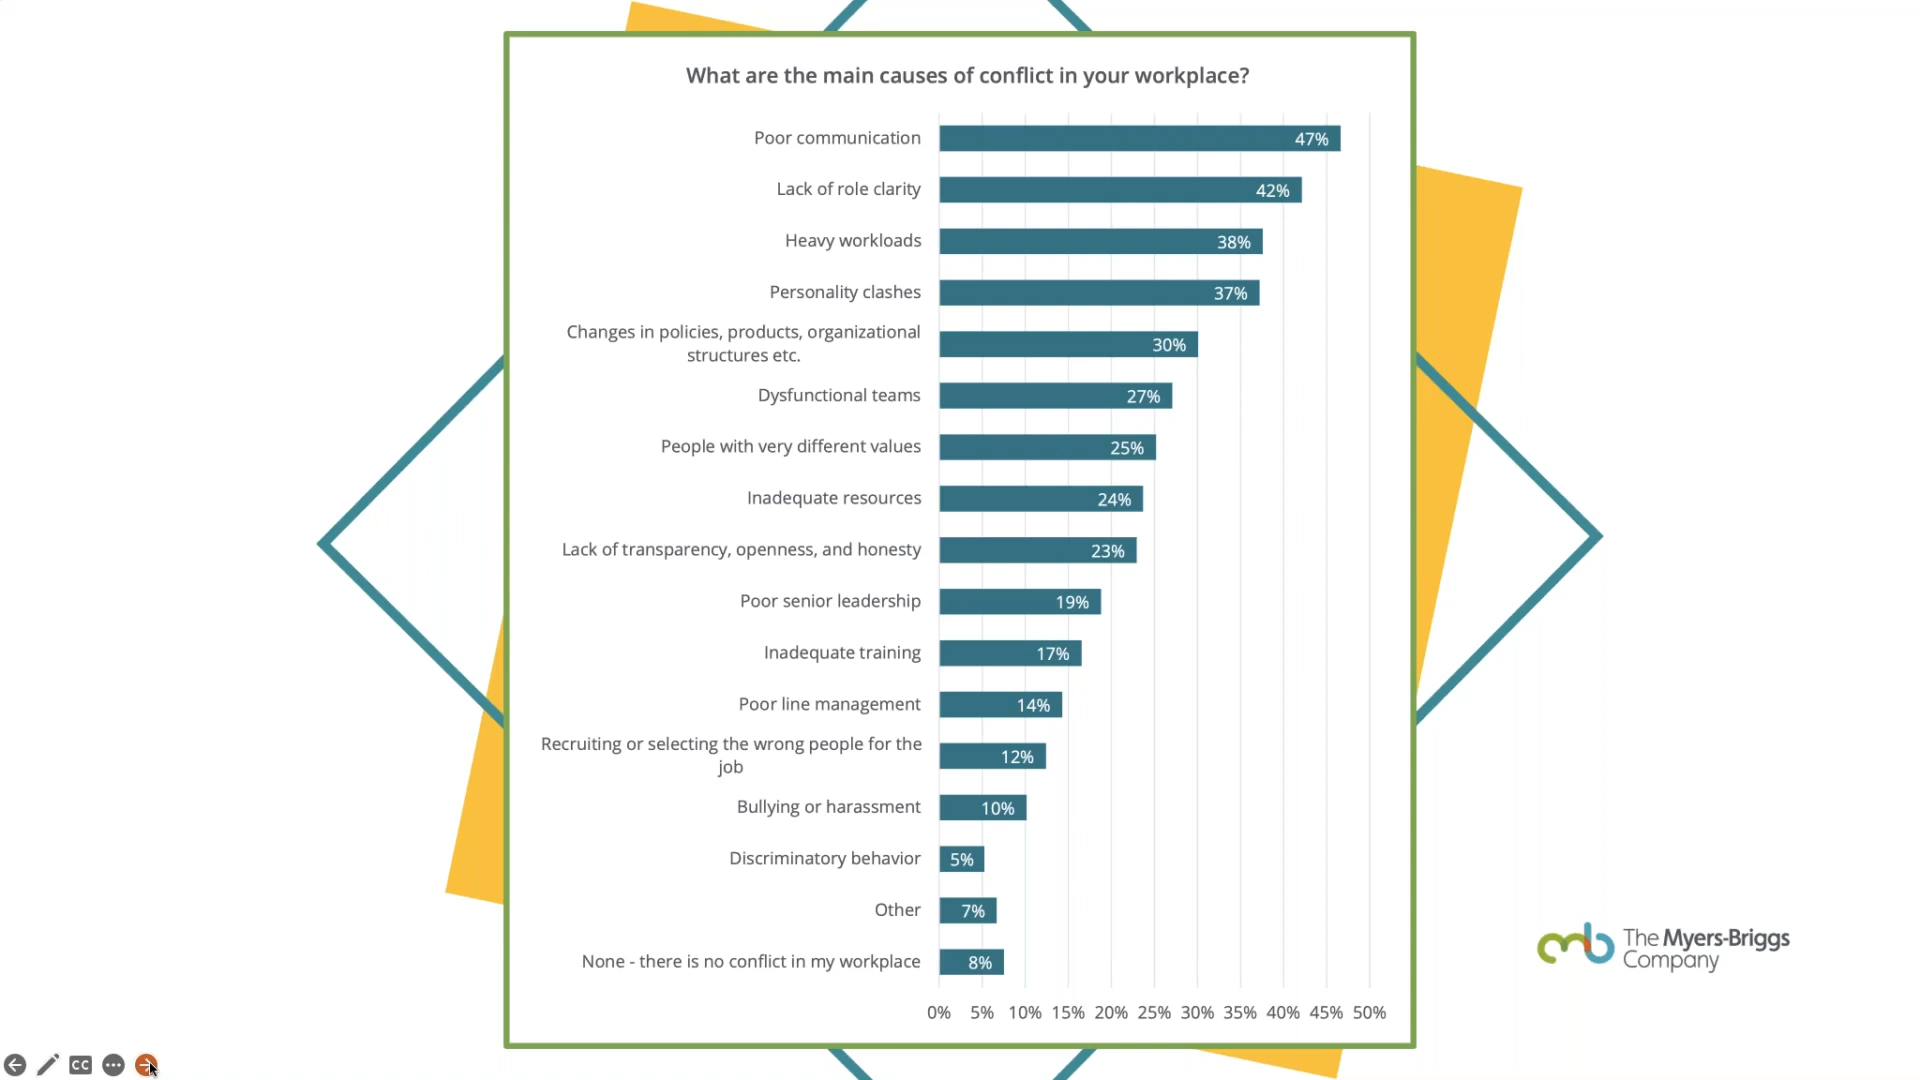 What are the main causes of conflict in your workplace?
Poor communication 47%
Lack of role clarity 42%
Heavy workloads 38%
Personality clashes 37%
Changes in policies, products, organizational
structures etc. 30%
Dysfunctional teams 27%
People with very different values 25%
Inadequate resources 24%
Lack of transparency, openness, and honesty 23%
Poor senior leadership 19%
Inadequate training 17%
Poor line management 14%
Recruiting or selecting the wrong people for the
job 12%
Bullying or harassment 10%
Discriminatory behavior 5%
Other 7%
None - there is no conflict in my workplace 8%
0% 5% 10% 15% 20% 25% 30% 35% 40% 45% 50%
mb The Myers-Briggs
Company
CC